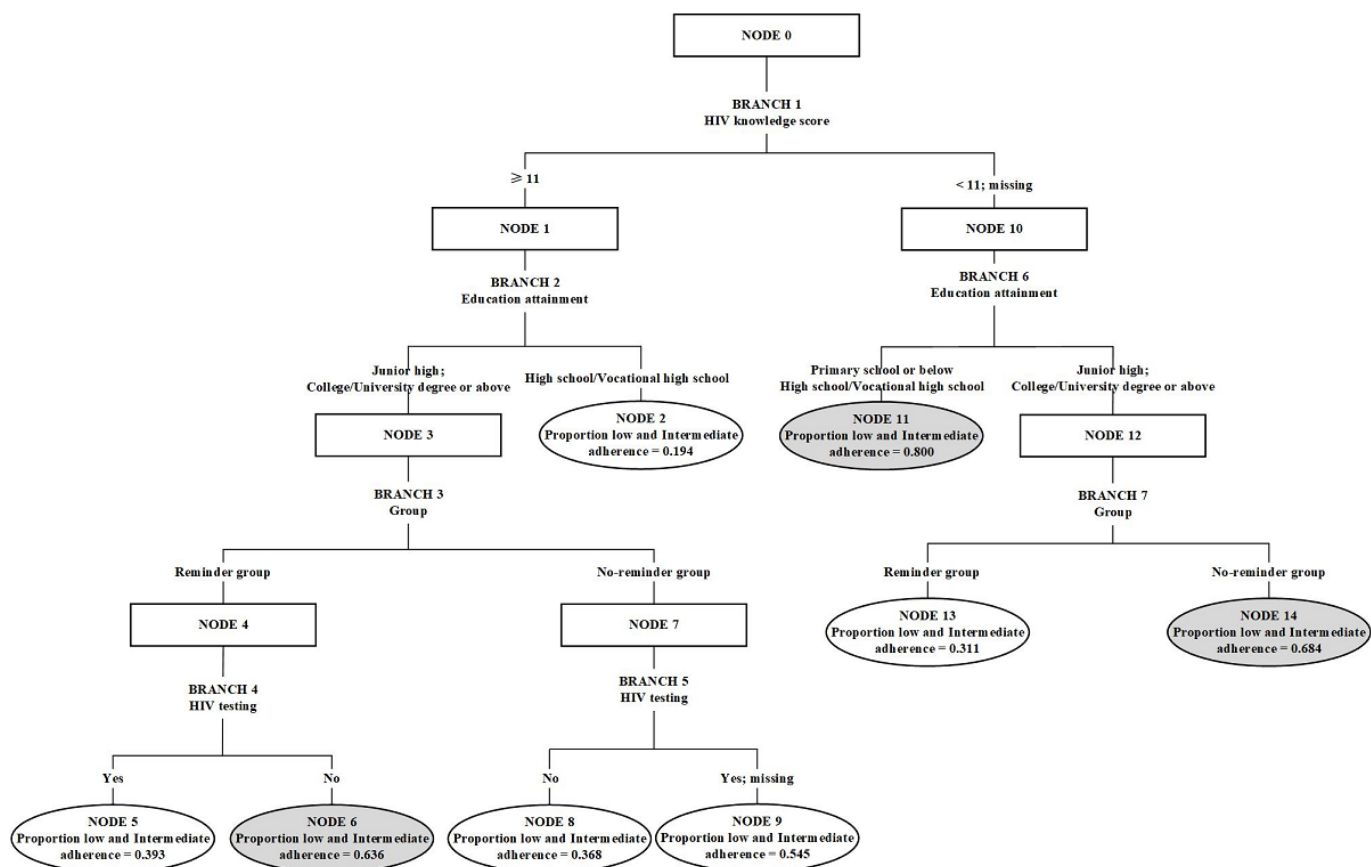 NODE 0
BRANCH 1
HIV knowledge score
⩾ 11
< 11; missing
NODE 1
NODE 10
BRANCH 2
Education attainment
BRANCH 6
Education attainment
Junior high;
College/University degree or above
High school/Vocational high school
Primary school or below
High school/Vocational high school
Junior high;
College/University degree or above
NODE 3
NODE 2
Proportion low and Intermediate
adherence = 0.194
NODE 11
Proportion low and Intermediate
adherence = 0.800
NODE 12
BRANCH 3
Group
BRANCH 7
Group
Reminder group
No-reminder group
Reminder group
No-reminder group
NODE 4
NODE 7
NODE 13
Proportion low and Intermediate
adherence = 0.311
NODE 14
Proportion low and Intermediate
adherence = 0.684
BRANCH 4
HIV testing
BRANCH 5
HIV testing
Yes
No
No
Yes; missing
NODE 5
Proportion low and Intermediate
adherence = 0.393
NODE 6
Proportion low and Intermediate
adherence = 0.636
NODE 8
Proportion low and Intermediate
adherence = 0.368
NODE 9
Proportion low and Intermediate
adherence = 0.545